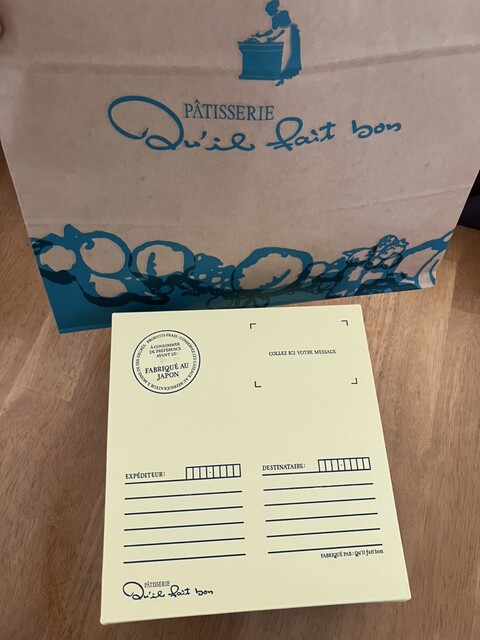 PÂTISSERIE
Qu'il fait bon
À CONSOMMER
DE PRÉFÉRENCE
AVANT LE:
FABRIQUÉ AU
JAPON
COLLEZ ICI VOTRE MESSAGE
EXPÉDITEUR:
DESTINATAIRE:
FABRIQUÉ PAR: Qu'il fait bon
PÂTISSERIE
Qu'il fait bon